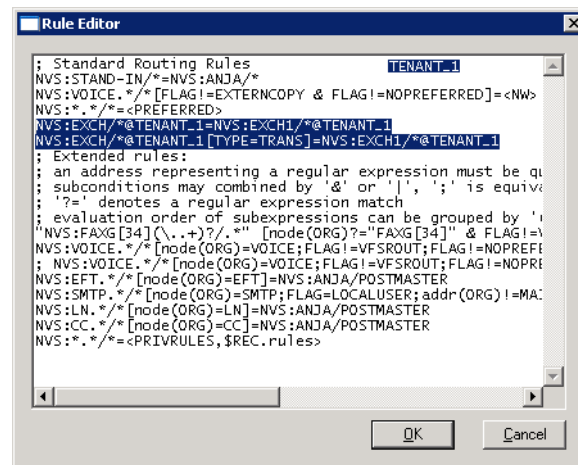 Rule Editor
; Standard Routing Rules TENANT_1
NVS:STAND-IN/*=NVS:ANJA/*
NVS:VOICE.*/*[FLAG!=EXTERNCOPY & FLAG!=NOPREFERRED]=<NW>
NVS:*.*/*=<PREFERRED>
NVS:EXCH/*@TENANT_1=NVS:EXCH1/*@TENANT_1
NVS:EXCH/*@TENANT_1[TYPE=TRANS]=NVS:EXCH1/*@TENANT_1
; Extended rules:
; an address representing a regular expression must be
; subconditions may combined by '&' or '|', ';' is
; '?=' denotes a regular expression match
; evaluation order of subexpressions can be grouped by
"NVS:FAXG[34](\..+)?/.*" [node(ORG)?="FAXG[34]" & FLAG!=
NVS:VOICE.*/*[node(ORG)=VOICE;FLAG!=VFSROUT;FLAG!=NOPREFE
; NVS:VOICE.*/*[node(ORG)=VOICE;FLAG!=VFSROUT;FLAG!=NOPRE
NVS:EFT.*/*[node(ORG)=EFT]=NVS:ANJA/POSTMASTER
NVS:SMTP.*/*[node(ORG)=SMTP;FLAG=LOCALUSER;addr(ORG)!=MA
NVS:LN.*/*[node(ORG)=LN]=NVS:ANJA/POSTMASTER
NVS:CC.*/*[node(ORG)=CC]=NVS:ANJA/POSTMASTER
NVS:*.*/*=<PRIVRULES,$REC.rules>
OK Cancel